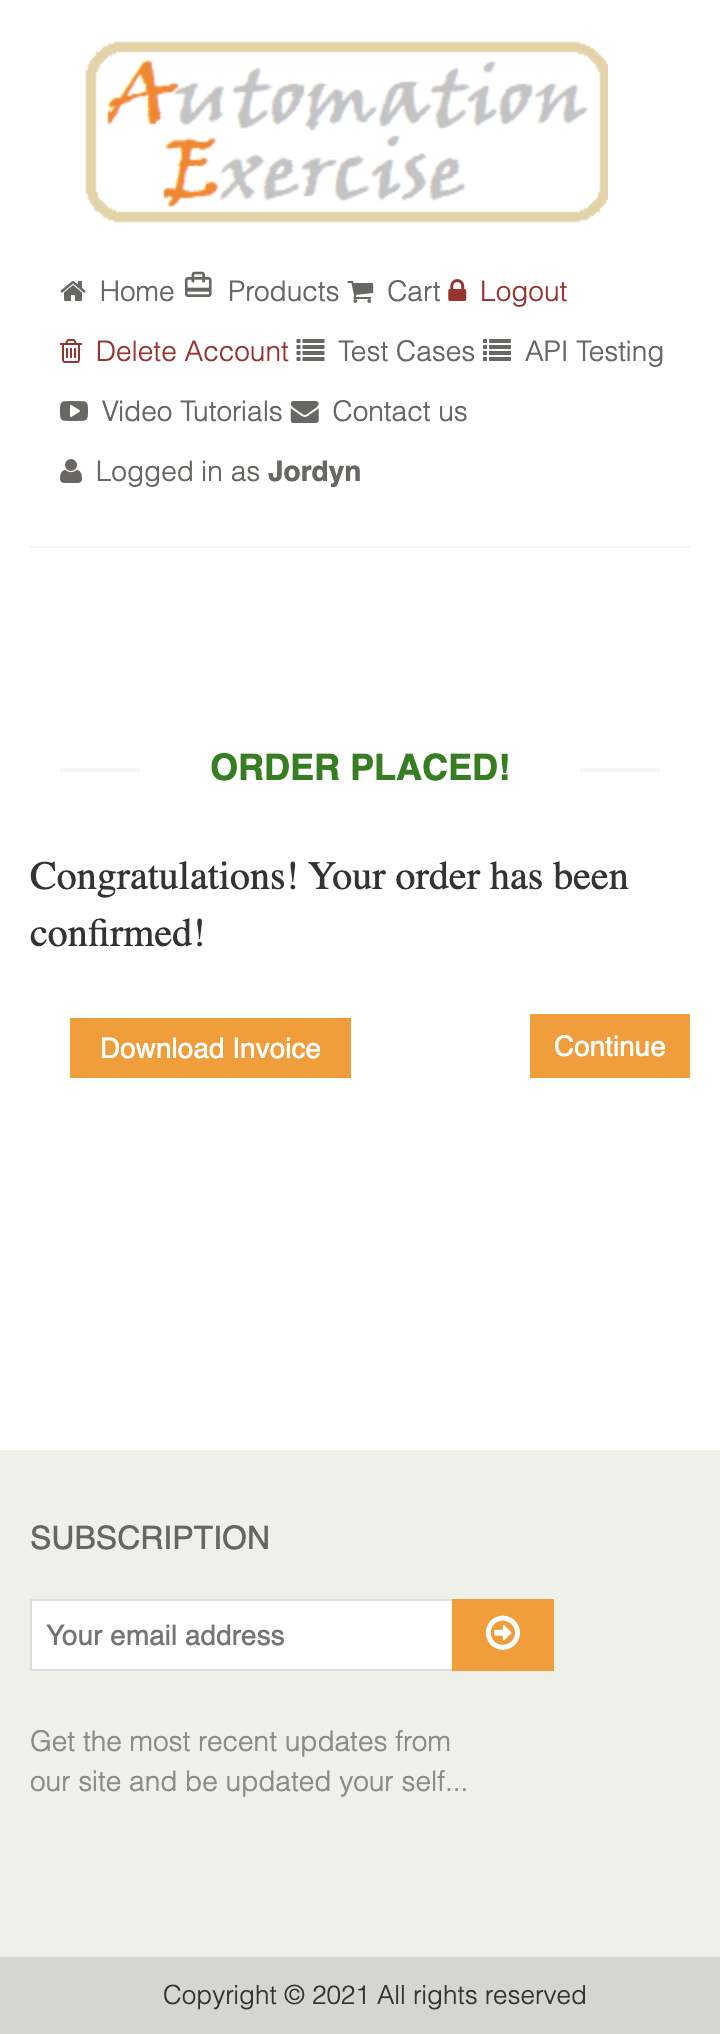 Automation
Exercise
Home Products Cart Logout
Delete Account Test Cases API Testing
Video Tutorials Contact us
Logged in as Jordyn
ORDER PLACED!
Congratulations! Your order has been
confirmed!
Download Invoice Continue
SUBSCRIPTION
Your email address
Get the most recent updates from
our site and be updated your self...
Copyright © 2021 All rights reserved